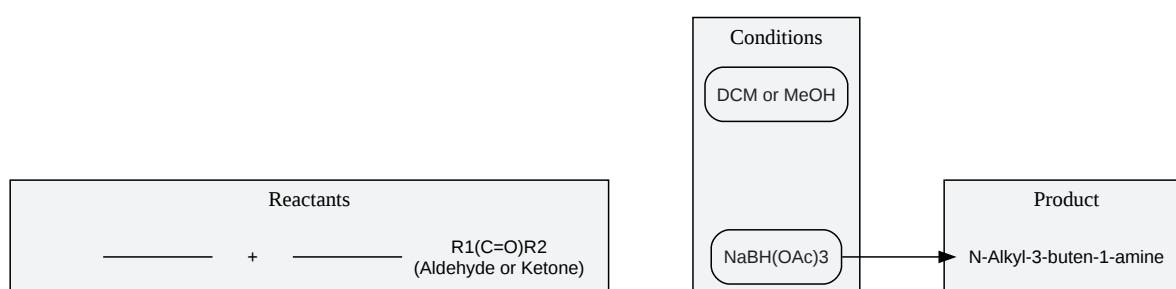 Conditions
DCM or MeOH
Reactants
+
R1(C=O)R2
(Aldehyde or Ketone)
NaBH(OAc)3
Product
N-Alkyl-3-buten-1-amine